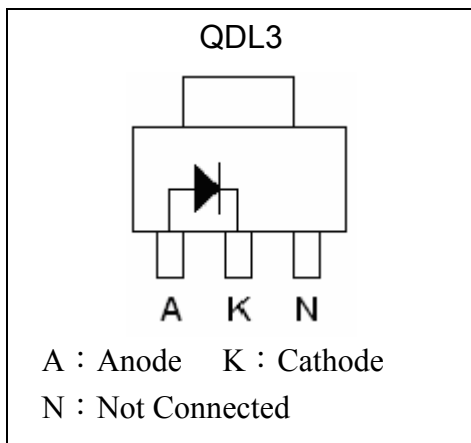 QDL3
A K N
A：Anode K：Cathode
N：Not Connected